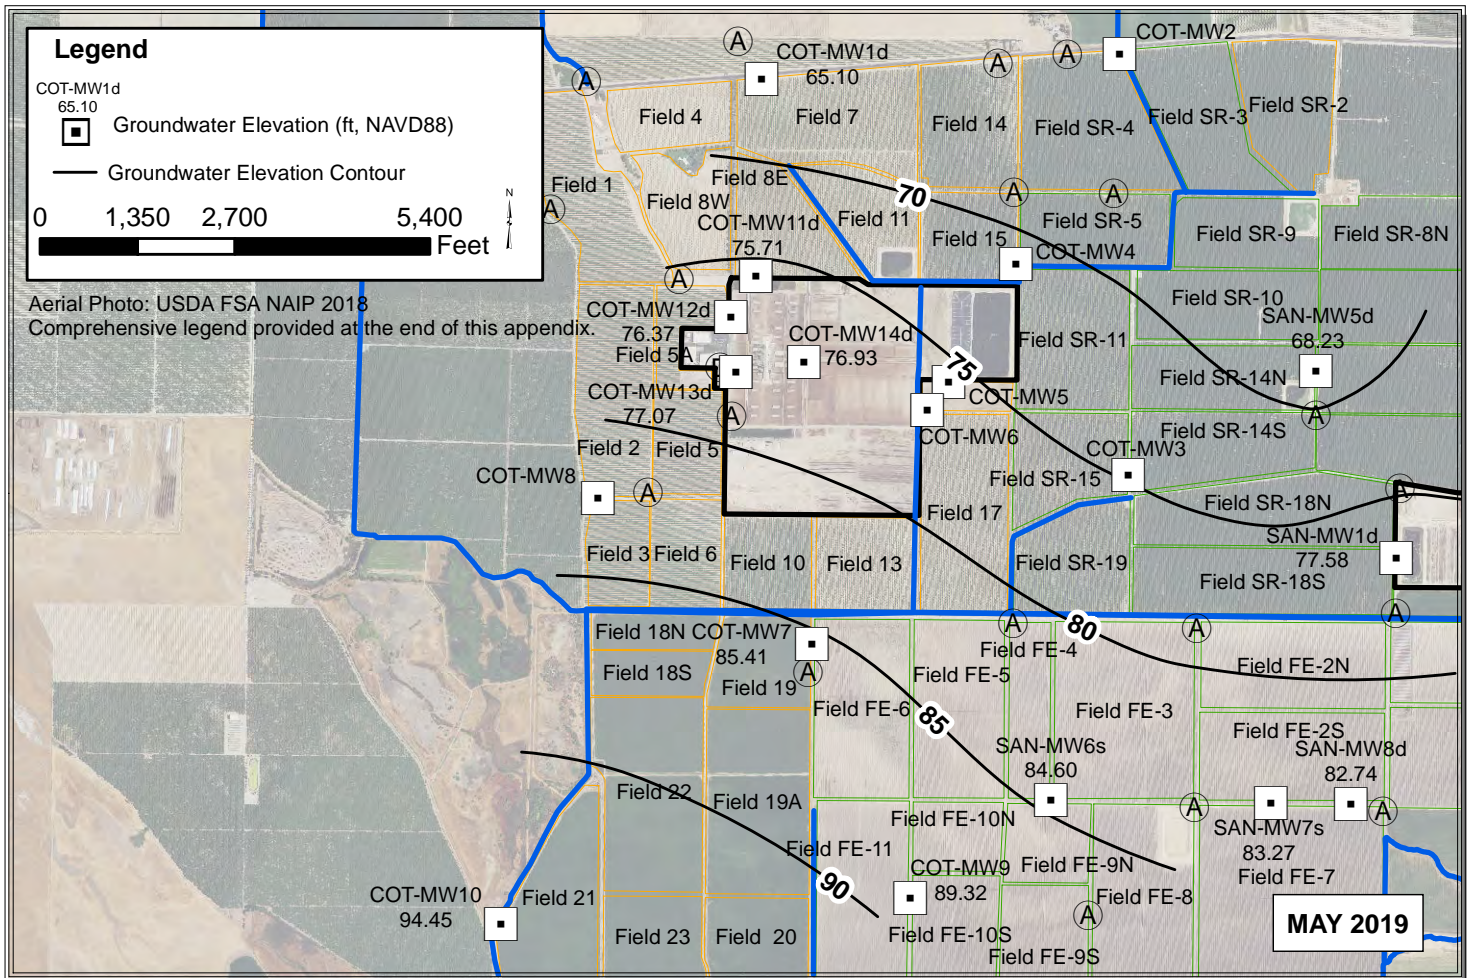 Legend
COT-MW1d
65.10
Groundwater Elevation (ft, NAVD88)
Groundwater Elevation Contour
0 1,350 2,700 5,400
Feet
N
Aerial Photo: USDA FSA NAIP 2018
Comprehensive legend provided at the end of this appendix.
A
COT-MW1d
65.10
A
A
COT-MW2
A
Field 4
Field 7
Field 14
Field SR-4
Field SR-3
Field SR-2
Field 1
A
Field 8E
Field 8W
70
A
A
Field 11
Field 15
Field SR-5
Field SR-9
Field SR-8N
COT-MW11d
75.71
COT-MW4
A
Field SR-10
COT-MW12d
76.37
Field 5A
COT-MW14d
76.93
Field SR-11
SAN-MW5d
68.23
75
Field SR-14N
COT-MW13d
77.07
A
COT-MW5
COT-MW6
A
Field SR-14S
Field 2
Field 5
COT-MW8
A
COT-MW3
Field SR-15
Field SR-18N
A
Field 17
SAN-MW1d
77.58
Field 3
Field 6
Field 10
Field 13
Field SR-19
Field SR-18S
A
A
A
80
Field 18N
COT-MW7
85.41
A
Field 18S
Field 19
Field FE-4
Field FE-5
Field FE-2N
Field FE-6
85
Field FE-3
Field FE-2S
SAN-MW6s
84.60
SAN-MW8d
82.74
Field 22
Field 19A
Field FE-10N
A
SAN-MW7s
83.27
A
Field FE-11
90
COT-MW9
89.32
Field FE-9N
Field FE-7
COT-MW10
94.45
Field 21
Field FE-8
A
Field 23
Field 20
Field FE-10S
Field FE-9S
MAY 2019